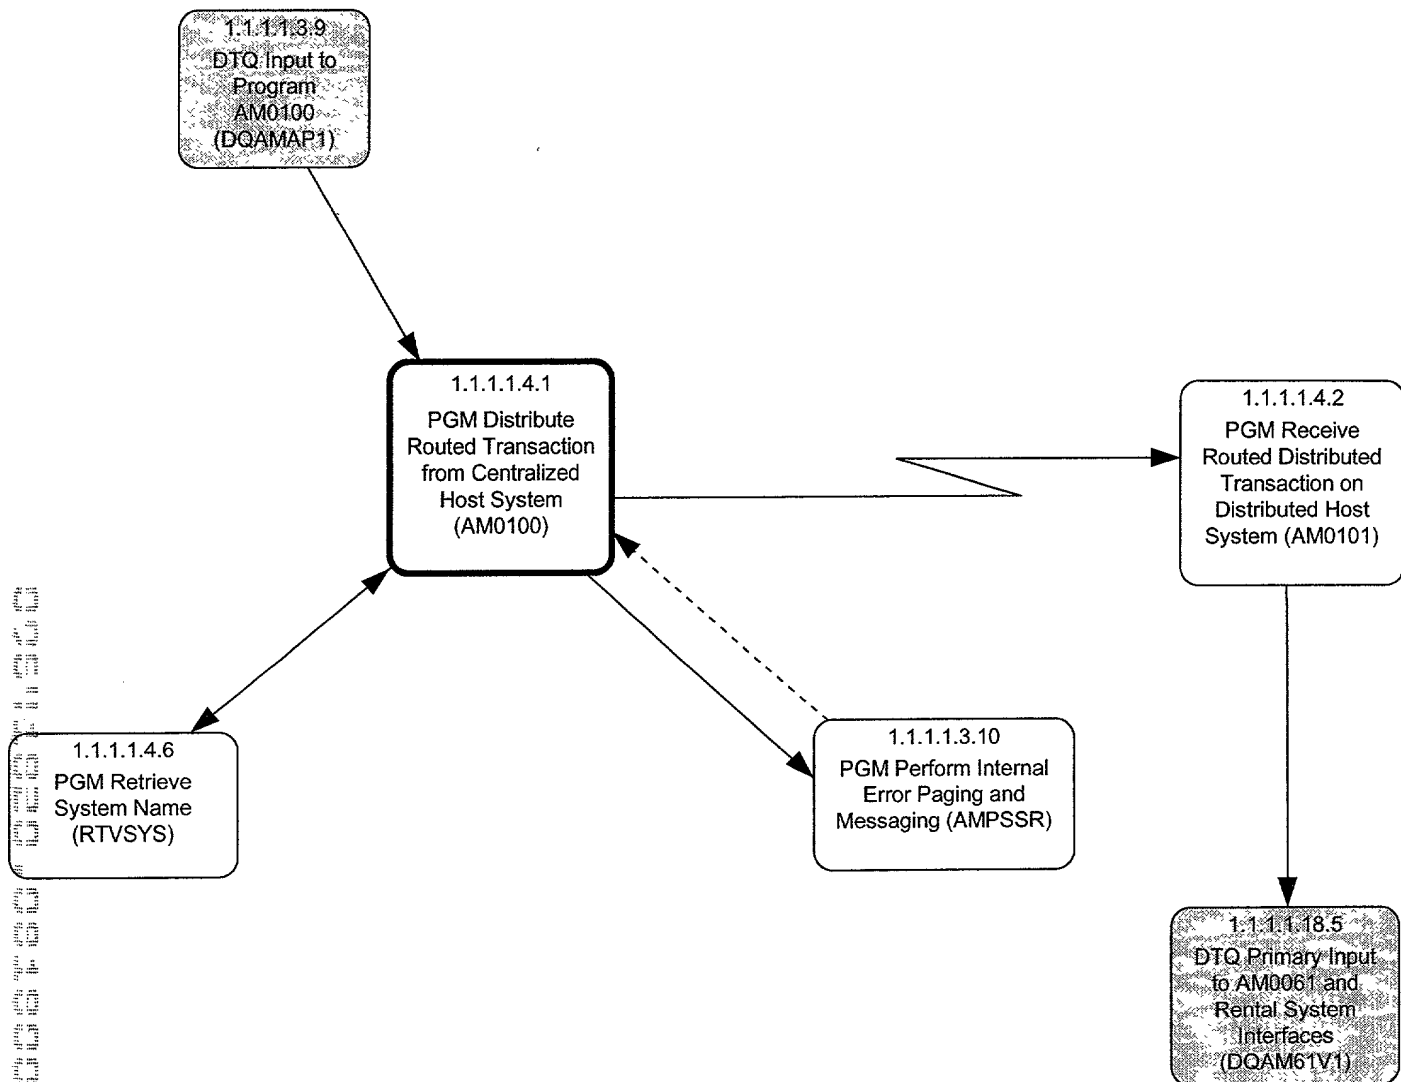 1.1.1.1.3.9
DTQ Input to
Program
AM0100
(DQAMAP1)
1.1.1.1.4.1
PGM Distribute
Routed Transaction
from Centralized
Host System
(AM0100)
1.1.1.1.4.2
PGM Receive
Routed Distributed
Transaction on
Distributed Host
System (AM0101)
1.1.1.1.4.6
PGM Retrieve
System Name
(RTVSYS)
1.1.1.1.3.10
PGM Perform Internal
Error Paging and
Messaging (AMPSSR)
1.1.1.1.18.5
DTQ Primary Input
to AM0061 and
Rental System
Interfaces
(DQAM61V1)